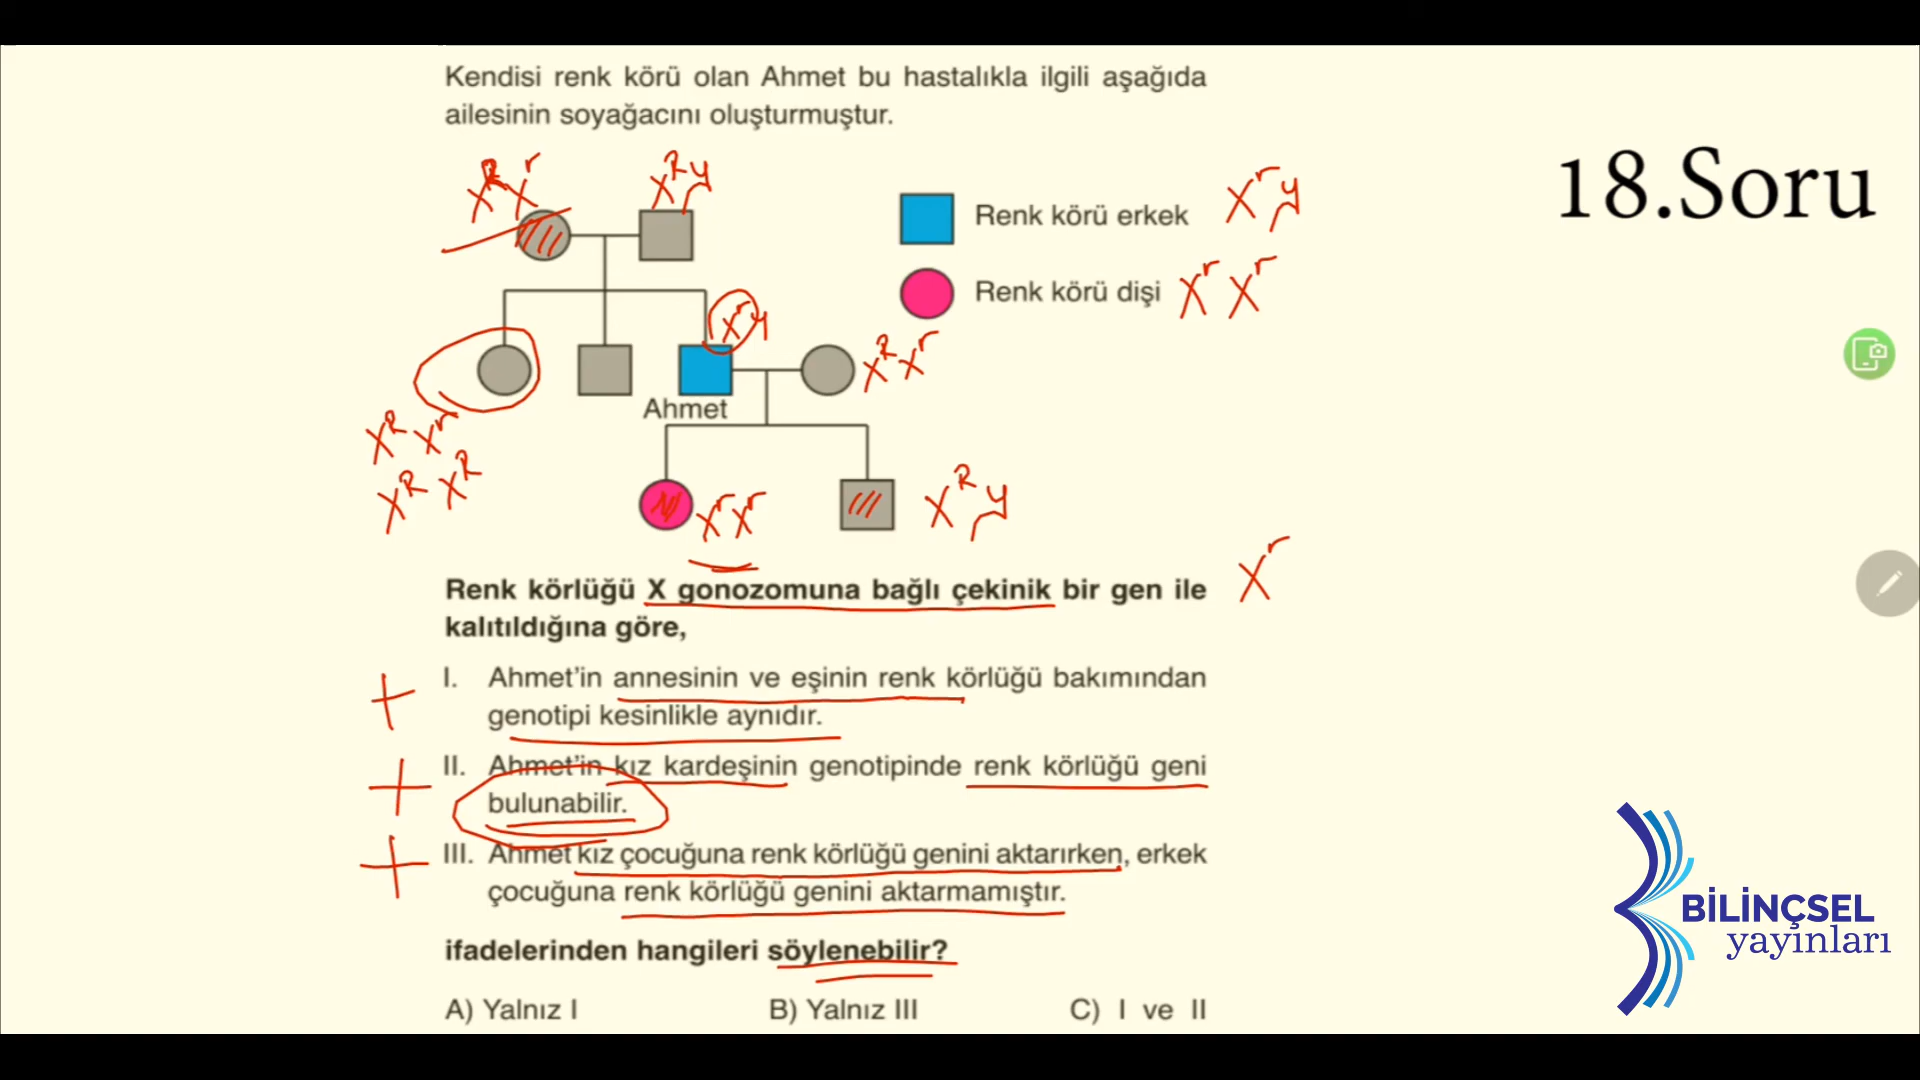 Kendisi renk körü olan Ahmet bu hastalıkla ilgili aşağıda
ailesinin soyağacını oluşturmuştur.
18.Soru
X^R X^r
X^R y
Renk körü erkek X^r y
Renk körü dişi X^r X^r
X^r y
X^R X^r
Ahmet
X^R X^r
X^R X^R
X^r X^r
X^R y
Renk körlüğü X gonozomuna bağlı çekinik bir gen ile
X^r
kalıtıldığına göre,
+ I. Ahmet'in annesinin ve eşinin renk körlüğü bakımından
genotipi kesinlikle aynıdır.
+ II. Ahmet'in kız kardeşinin genotipinde renk körlüğü geni
bulunabilir.
+ III. Ahmet kız çocuğuna renk körlüğü genini aktarırken, erkek
çocuğuna renk körlüğü genini aktarmamıştır.
ifadelerinden hangileri söylenebilir?
A) Yalnız I B) Yalnız III C) I ve II
BİLİNÇSEL
yayınları